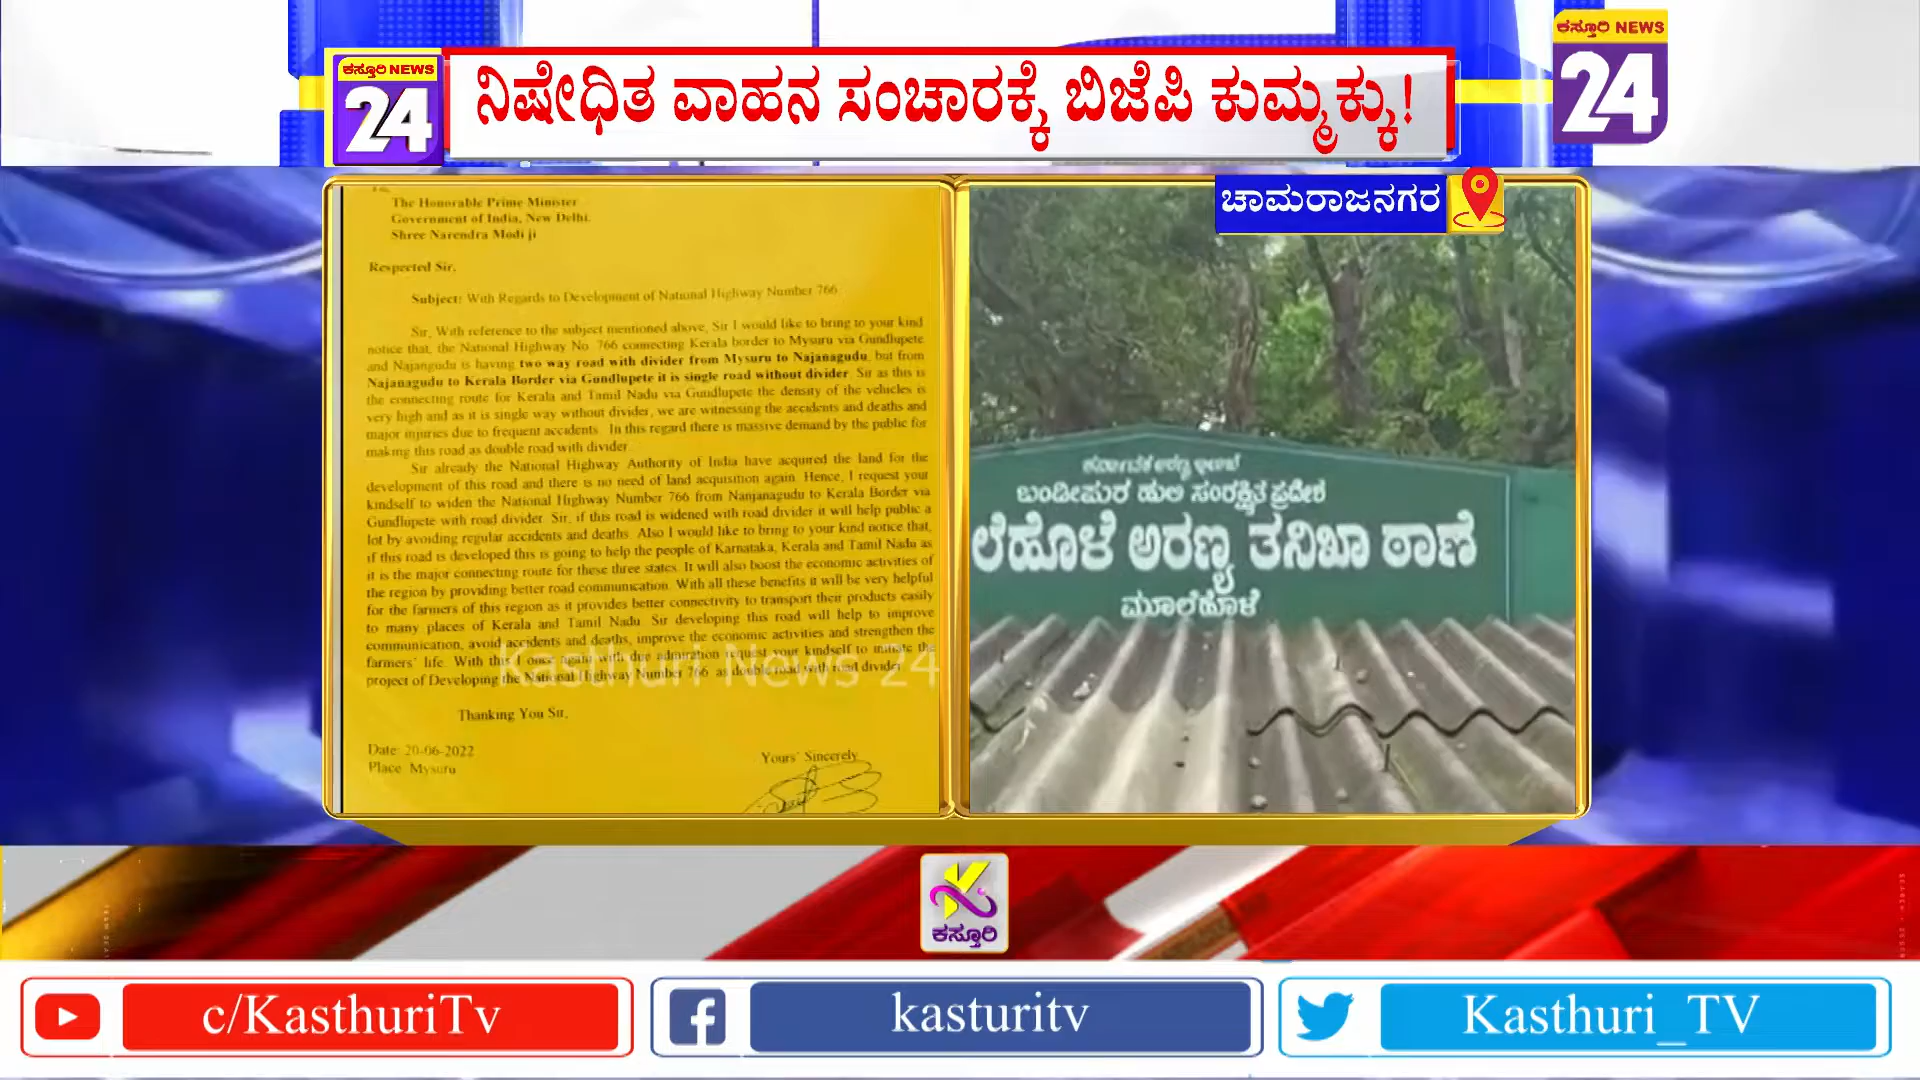 ಕಸ್ತೂರಿ NEWS
24
ನಿಷೇಧಿತ ವಾಹನ ಸಂಚಾರಕ್ಕೆ ಬಿಜೆಪಿ ಕುಮ್ಮಕ್ಕು!
ಕಸ್ತೂರಿ NEWS
24
ಚಾಮರಾಜನಗರ
The Honorable Prime Minister
Government of India, New Delhi.
Shree Narendra Modi ji
Respected Sir,
Subject: With Regards to Development of National Highway Number 766
Sir, With reference to the subject mentioned above, Sir I would like to bring to your kind
notice that, the National Highway No. 766 connecting Kerala border to Mysuru via Gundlupete
and Najangudu is having two way road with divider from Mysuru to Najanagudu, but from
Najanagudu to Kerala Border via Gundlupete it is single road without divider. Sir as this is
the connecting route for Kerala and Tamil Nadu via Gundlupete the density of the vehicles is
very high and as it is single way without divider, we are witnessing the accidents and deaths and
major injuries due to frequent accidents. In this regard there is massive demand by the public for
making this road as double road with divider.
Sir already the National Highway Authority of India have acquired the land for the
development of this road and there is no need of land acquisition again. Hence, I request your
kindself to widen the National Highway Number 766 from Nanjanagudu to Kerala Border via
Gundlupete with road divider. Sir, if this road is widened with road divider it will help public a
lot by avoiding regular accidents and deaths. Also I would like to bring to your kind notice that,
if this road is developed this is going to help the people of Karnataka, Kerala and Tamil Nadu as
it is the major connecting route for these three states. It will also boost the economic activities of
the region by providing better road communication. With all these benefits it will be very helpful
for the farmers of this region as it provides better connectivity to transport their products easily
to many places of Kerala and Tamil Nadu. Sir developing this road will help to improve
communication, avoid accidents and deaths, improve the economic activities and strengthen the
farmers' life. With this I once again with due admiration request your kindself to initiate the
project of Developing the National Highway Number 766 as double road with road divider.
Kasthuri News 24
Thanking You Sir,
Date: 20-06-2022
Place: Mysuru
Yours' Sincerely
ಕರ್ನಾಟಕ ಅರಣ್ಯ ಇಲಾಖೆ
ಬಂಡೀಪುರ ಹುಲಿ ಸಂರಕ್ಷಿತ ಪ್ರದೇಶ
ಲೆಹೊಳೆ ಅರಣ್ಯ ತನಿಖಾ ಠಾಣೆ
ಮೂಲೆಹೊಳೆ
ಕಸ್ತೂರಿ
c/KasthuriTv
kasturitv
Kasthuri_TV